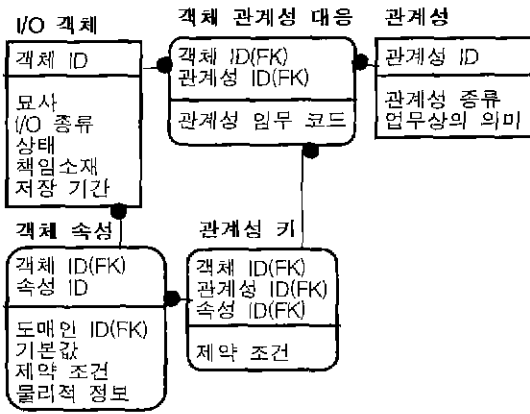 I/O 객체
객체 ID
묘사
I/O 종류
상태
책임소재
저장 기간
객체 관계성 대응
객체 ID(FK)
관계성 ID(FK)
관계성 임무 코드
관계성
관계성 ID
관계성 종류
업무상의 의미
객체 속성
객체 ID(FK)
속성 ID
도메인 ID(FK)
기본값
제약 조건
물리적 정보
관계성 키
객체 ID(FK)
관계성 ID(FK)
속성 ID(FK)
제약 조건